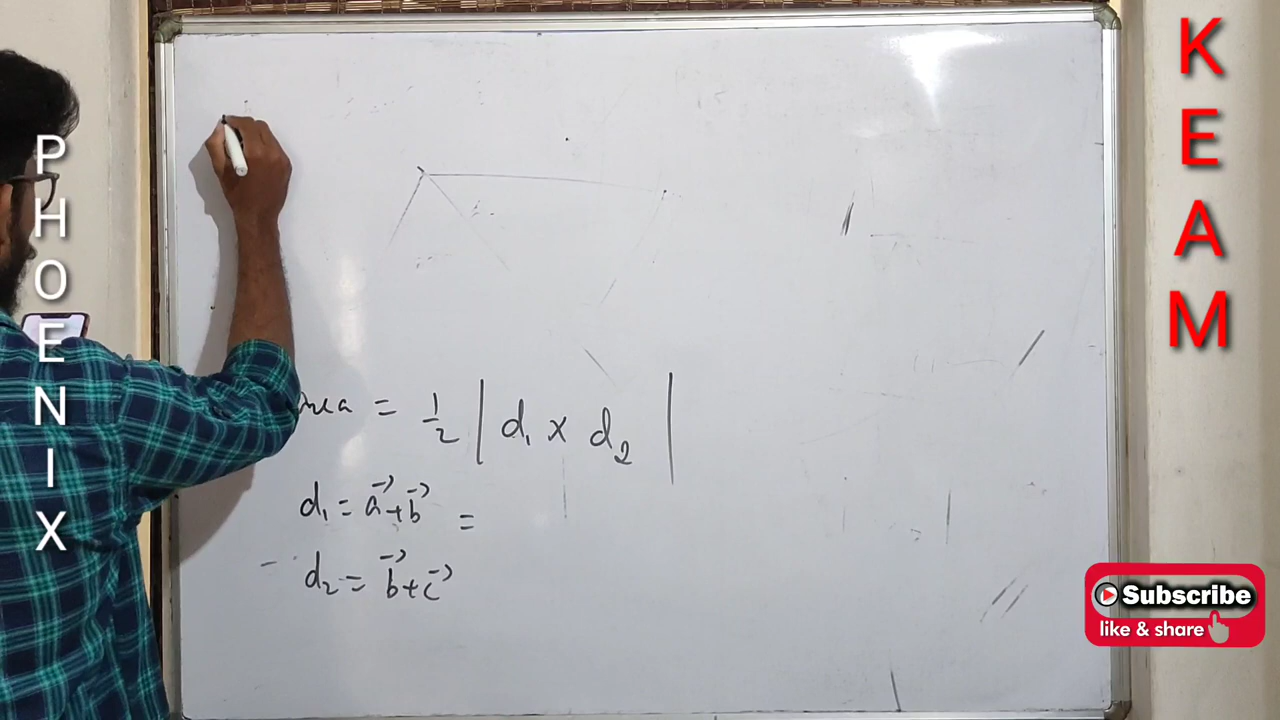 PHOENIX
KEAM
Area = 1/2 | d₁ x d₂ |
d₁ = a⃗ + b⃗ =
d₂ = b⃗ + c⃗
Subscribe
like & share